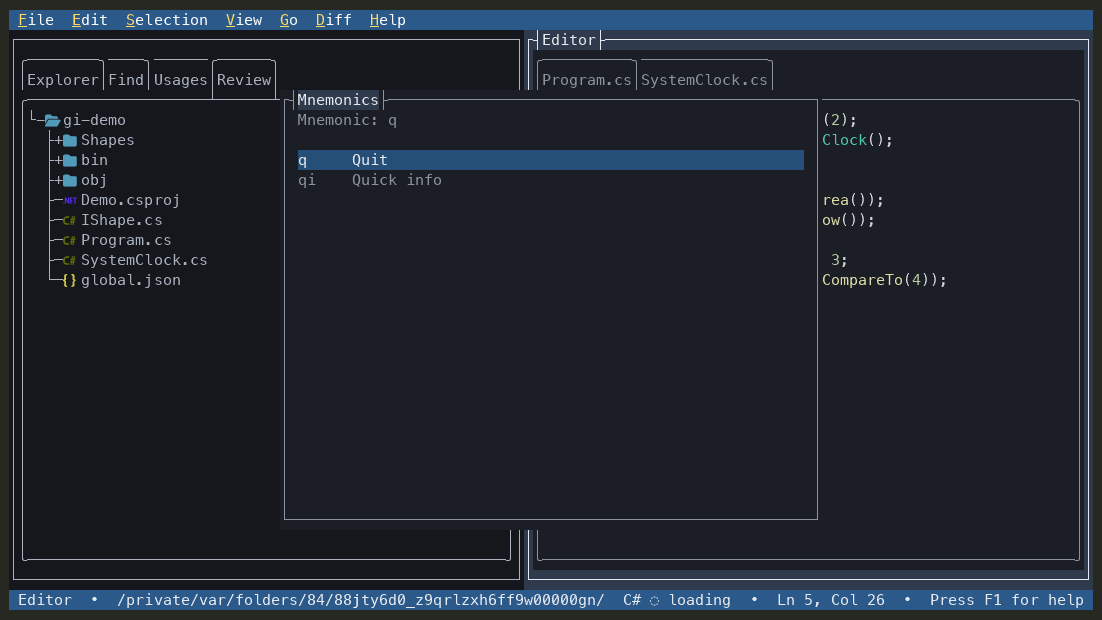 File Edit Selection View Go Diff Help
Editor
Explorer Find Usages Review
Program.cs SystemClock.cs
Mnemonics
Mnemonic: q
q Quit
qi Quick info
gi-demo
Shapes
bin
obj
Demo.csproj
IShape.cs
Program.cs
SystemClock.cs
global.json
(2);
Clock();
rea());
ow());
3;
CompareTo(4));
Editor • /private/var/folders/84/88jty6d0_z9qrlzxh6ff9w00000gn/ C# ◌ loading • Ln 5, Col 26 • Press F1 for help